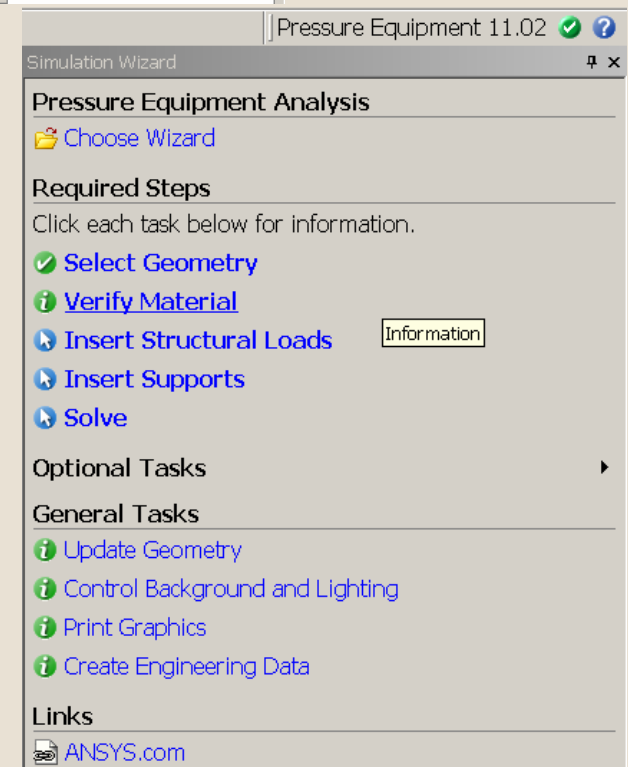 Pressure Equipment 11.02
Simulation Wizard
Pressure Equipment Analysis
Choose Wizard
Required Steps
Click each task below for information.
Select Geometry
Verify Material
Insert Structural Loads
Information
Insert Supports
Solve
Optional Tasks
General Tasks
Update Geometry
Control Background and Lighting
Print Graphics
Create Engineering Data
Links
ANSYS.com